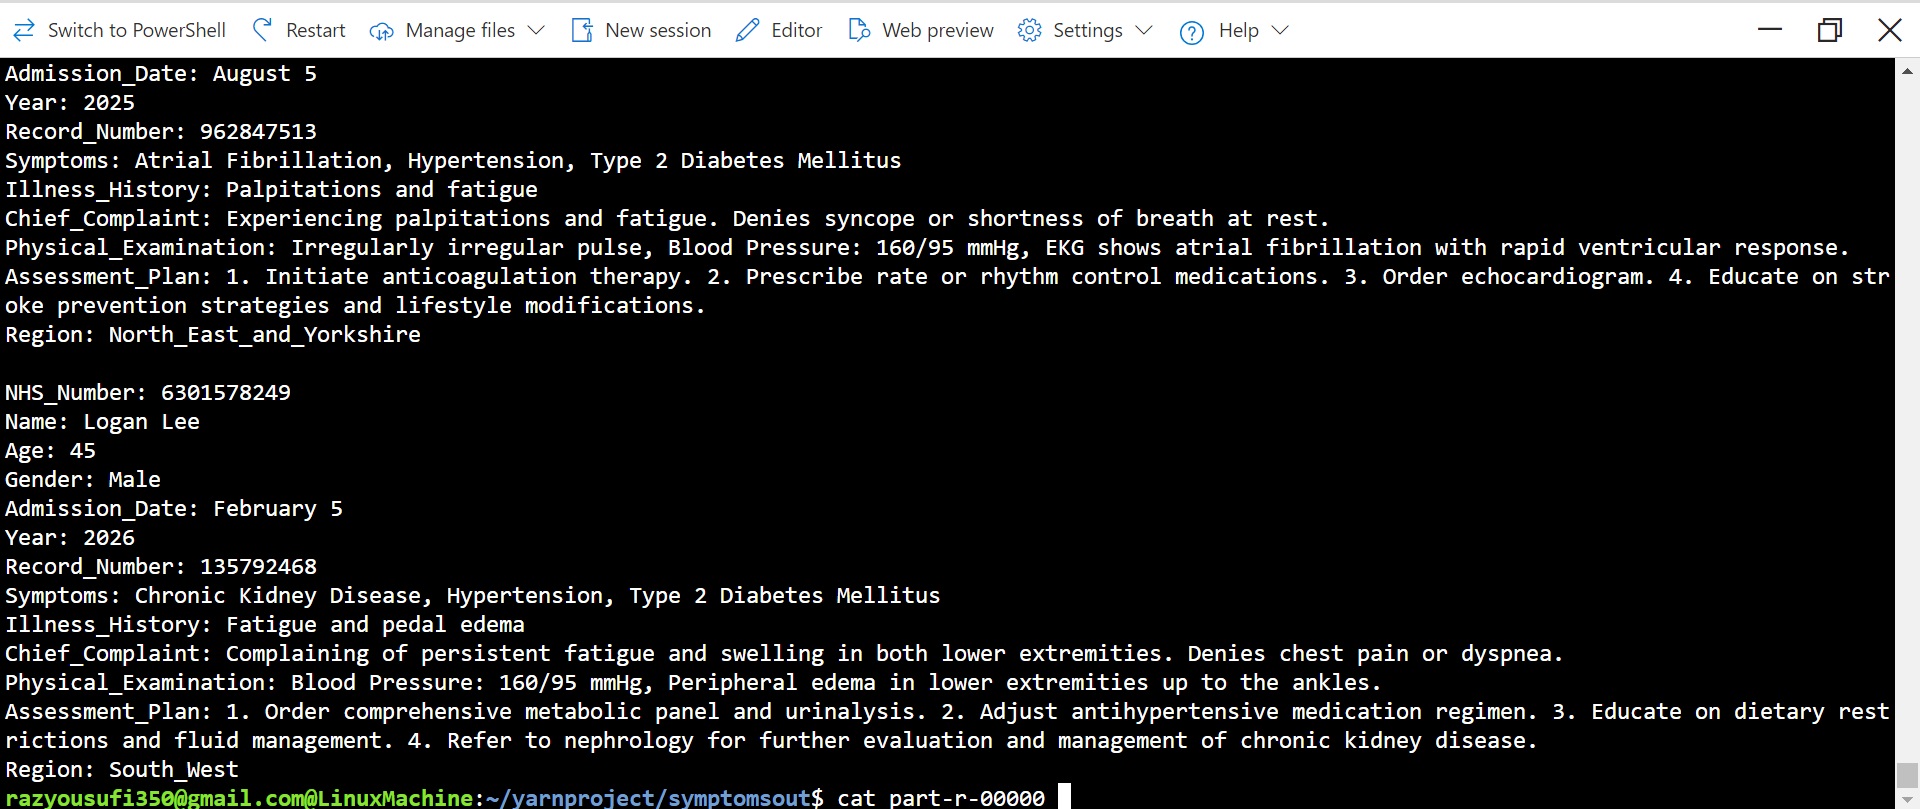 Switch to PowerShell Restart Manage files New session Editor Web preview Settings Help
Admission_Date: August 5
Year: 2025
Record_Number: 962847513
Symptoms: Atrial Fibrillation, Hypertension, Type 2 Diabetes Mellitus
Illness_History: Palpitations and fatigue
Chief_Complaint: Experiencing palpitations and fatigue. Denies syncope or shortness of breath at rest.
Physical_Examination: Irregularly irregular pulse, Blood Pressure: 160/95 mmHg, EKG shows atrial fibrillation with rapid ventricular response.
Assessment_Plan: 1. Initiate anticoagulation therapy. 2. Prescribe rate or rhythm control medications. 3. Order echocardiogram. 4. Educate on str
oke prevention strategies and lifestyle modifications.
Region: North_East_and_Yorkshire

NHS_Number: 6301578249
Name: Logan Lee
Age: 45
Gender: Male
Admission_Date: February 5
Year: 2026
Record_Number: 135792468
Symptoms: Chronic Kidney Disease, Hypertension, Type 2 Diabetes Mellitus
Illness_History: Fatigue and pedal edema
Chief_Complaint: Complaining of persistent fatigue and swelling in both lower extremities. Denies chest pain or dyspnea.
Physical_Examination: Blood Pressure: 160/95 mmHg, Peripheral edema in lower extremities up to the ankles.
Assessment_Plan: 1. Order comprehensive metabolic panel and urinalysis. 2. Adjust antihypertensive medication regimen. 3. Educate on dietary rest
rictions and fluid management. 4. Refer to nephrology for further evaluation and management of chronic kidney disease.
Region: South_West
razyousufi350@gmail.com@LinuxMachine:~/yarnproject/symptomsout$ cat part-r-00000